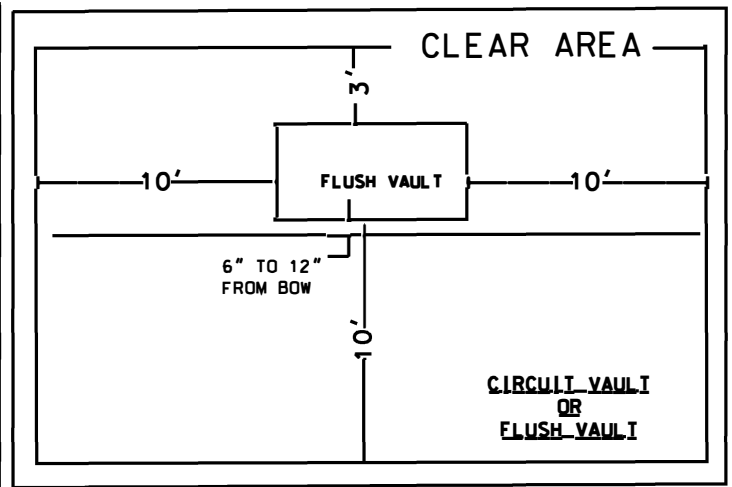 CLEAR AREA
3'
10'
FLUSH VAULT
10'
6" TO 12"
FROM BOW
10'
CIRCUIT VAULT
OR
FLUSH VAULT